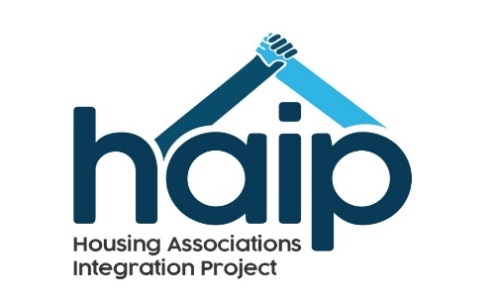 haip
Housing Associations
Integration Project